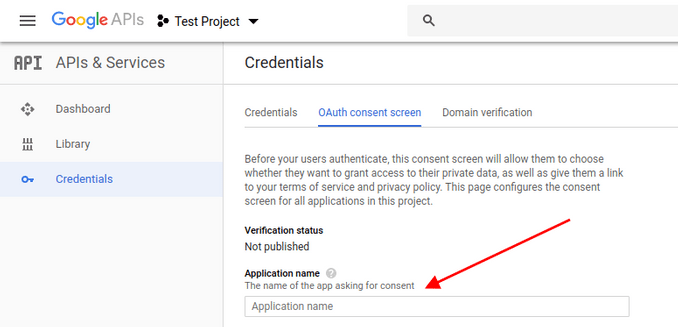 Google APIs
Test Project
API APIs & Services
Credentials
Dashboard
Library
Credentials
Credentials OAuth consent screen Domain verification
Before your users authenticate, this consent screen will allow them to choose
whether they want to grant access to their private data, as well as give them a link
to your terms of service and privacy policy. This page configures the consent
screen for all applications in this project.
Verification status
Not published
Application name ?
The name of the app asking for consent
Application name